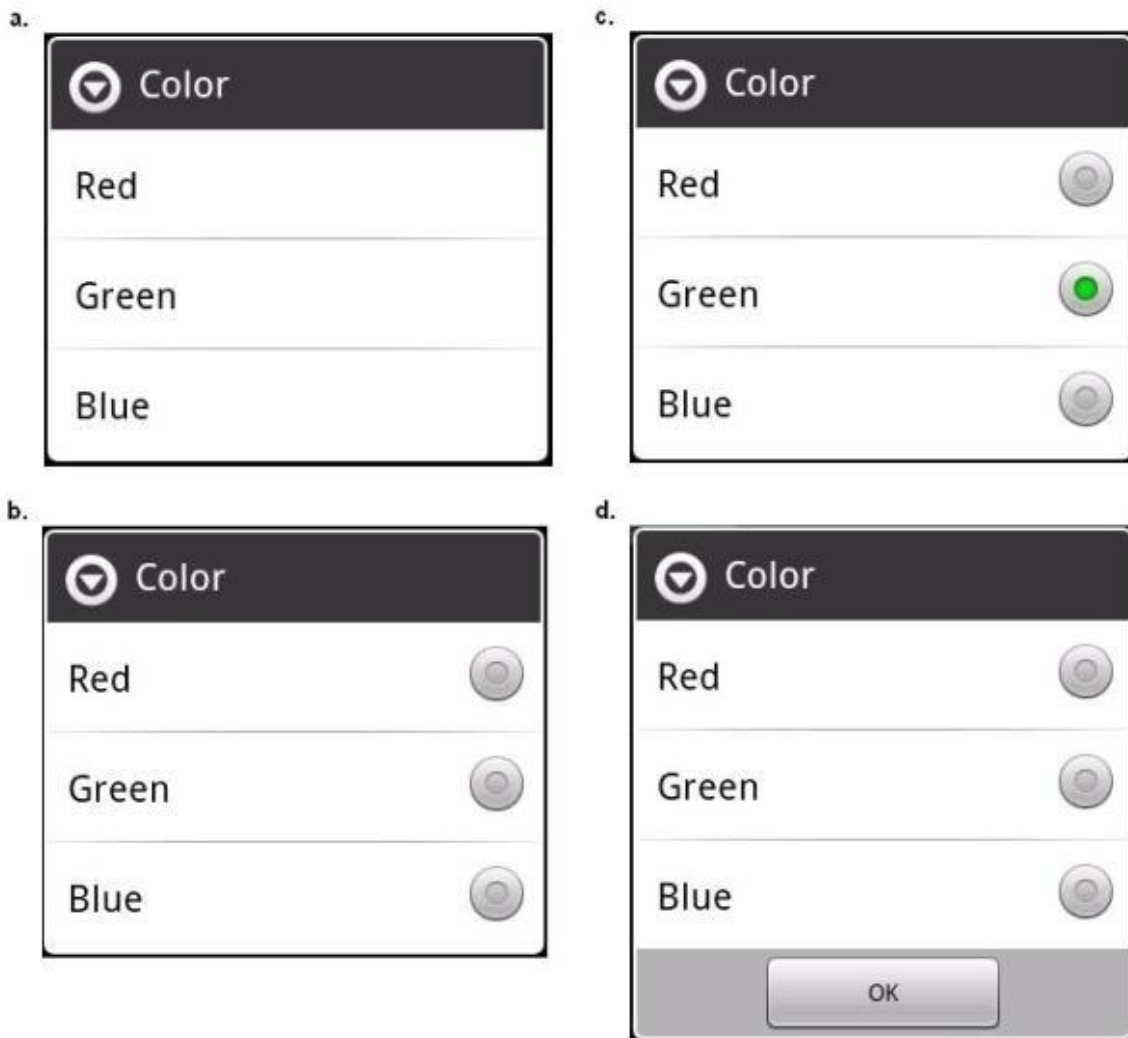 a.
Color
Red
Green
Blue
b.
Color
Red
Green
Blue
c.
Color
Red
Green
Blue
d.
Color
Red
Green
Blue
OK